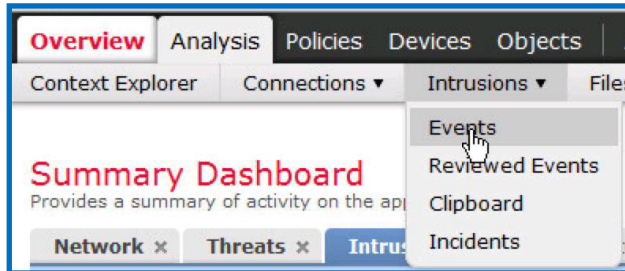 Overview Analysis Policies Devices Objects
Context Explorer Connections ▾ Intrusions ▾ Files
Events
Reviewed Events
Summary Dashboard
Provides a summary of activity on the
Clipboard
Network × Threats ×
Incidents